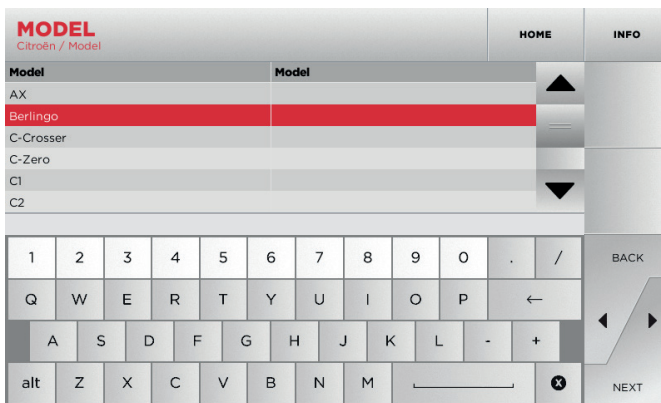 MODEL
Citroën / Model
HOME
INFO
Model Model
AX
Berlingo
C-Crosser
C-Zero
C1
C2
1 2 3 4 5 6 7 8 9 0 . /
BACK
Q W E R T Y U I O P ←
A S D F G H J K L - +
alt Z X C V B N M X
NEXT